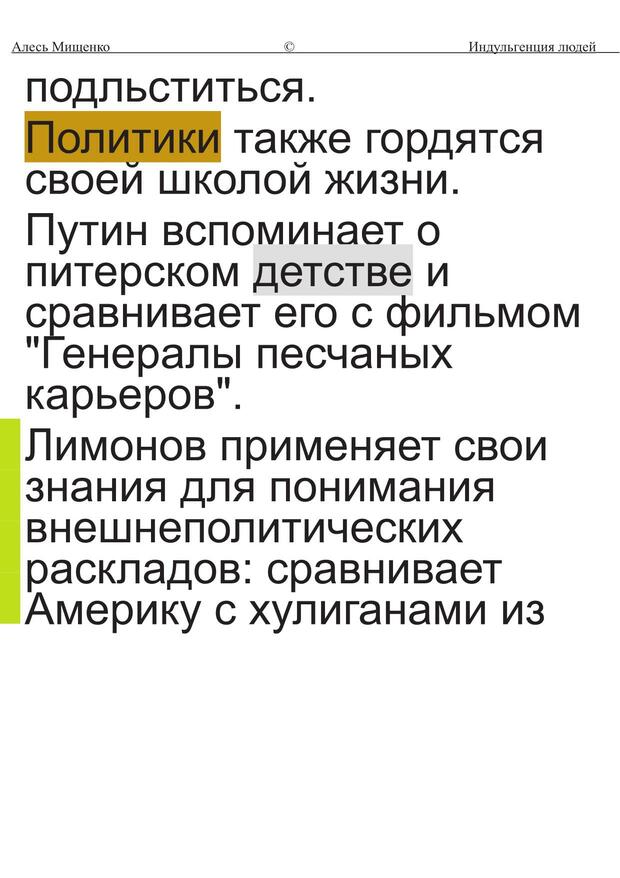 Алесь Мищенко © Индульгенция людей
подльститься.
Политики также гордятся
своей школой жизни.
Путин вспоминает о
питерском детстве и
сравнивает его с фильмом
"Генералы песчаных
карьеров".
Лимонов применяет свои
знания для понимания
внешнеполитических
раскладов: сравнивает
Америку с хулиганами из